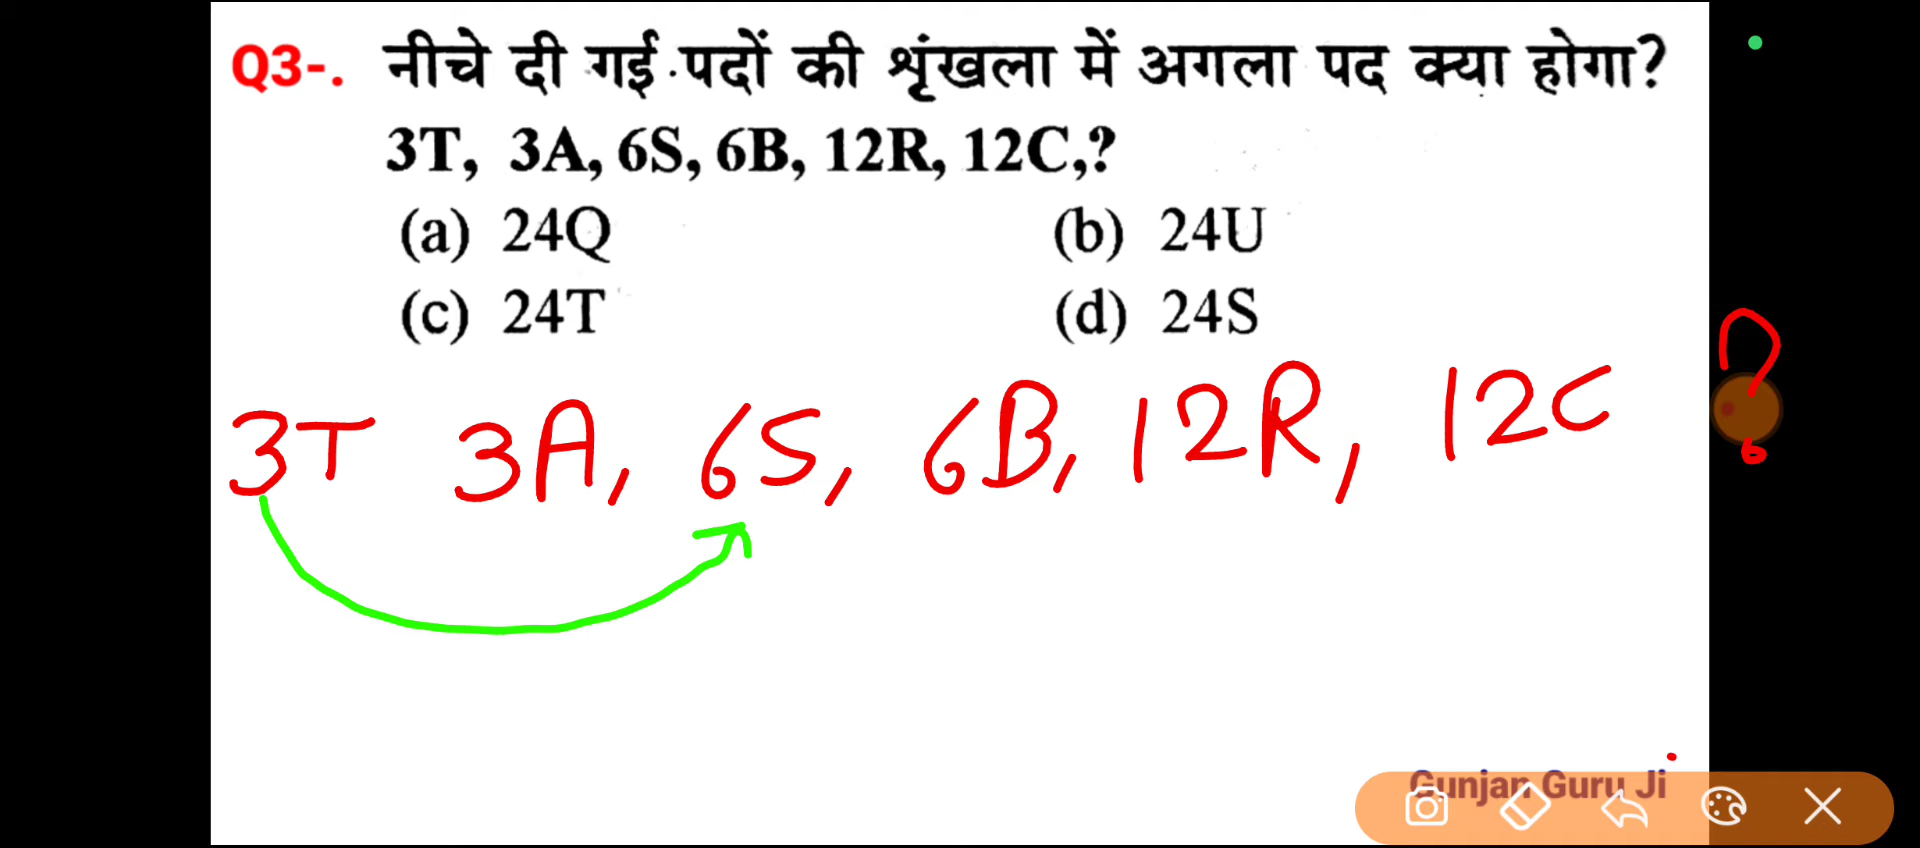 Q3-. नीचे दी गई पदों की श्रृंखला में अगला पद क्या होगा?
3T, 3A, 6S, 6B, 12R, 12C,?
(a) 24Q (b) 24U
(c) 24T (d) 24S
3T 3A, 6S, 6B, 12R, 12C ?
Gunjan Guru Ji